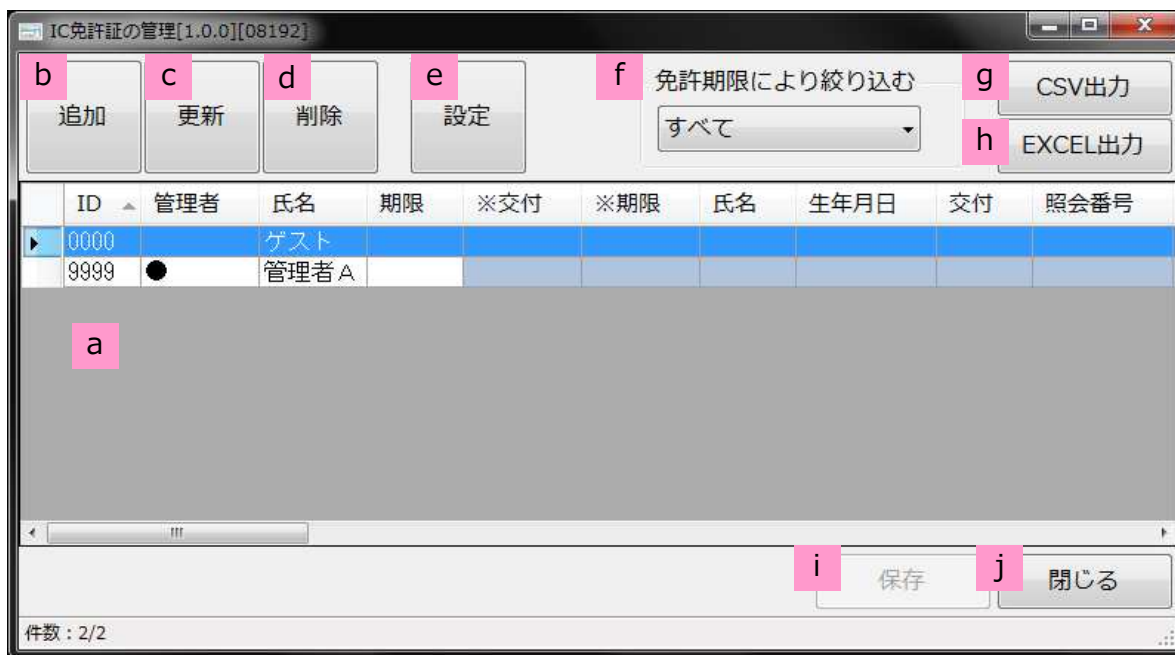 IC免許証の管理[1.0.0][08192]
b 追加 c 更新 d 削除 e 設定 f 免許期限により絞り込む すべて g CSV出力
h EXCEL出力
ID 管理者 氏名 期限 ※交付 ※期限 氏名 生年月日 交付 照会番号
0000 ゲスト
9999 ● 管理者A
a
i 保存 j 閉じる
件数：2/2